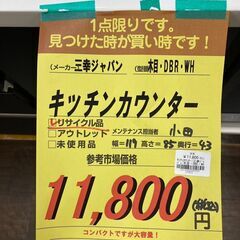 1点限りです。
見つけた時が買い時です！
(メーカー)三幸ジャパン (型番)木目・DBR・WH
キッチンカウンター
リサイクル品
アウトレット メンテナンス担当者 小田
未使用品 幅=119 高さ=85 奥行=43
参考市場価格
11,800円
¥11,800
コンパクトですが大容量！